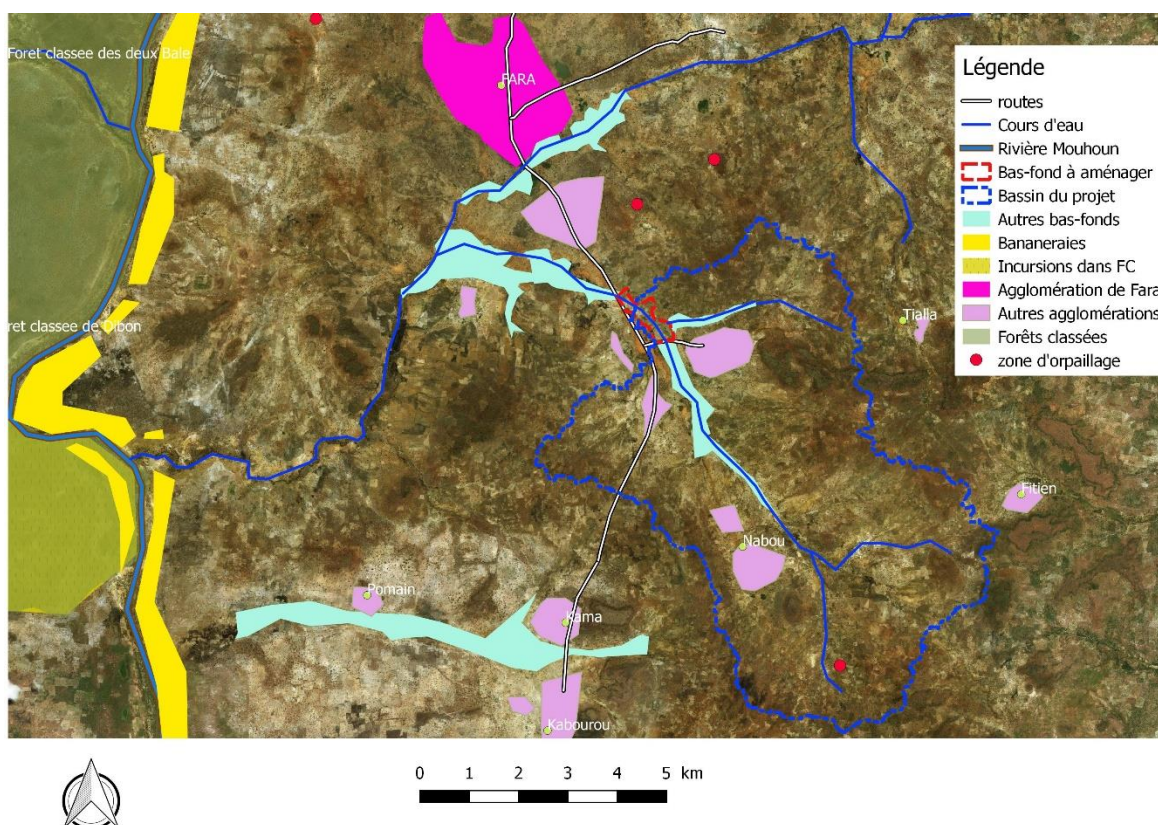 Foret classee des deux Bale
FARA
ret classee de Dibon
Tialla
Fitien
Nabou
Pomain
Kama
Kabourou
Légende
routes
Cours d'eau
Rivière Mouhoun
Bas-fond à aménager
Bassin du projet
Autres bas-fonds
Bananeraies
Incursions dans FC
Agglomération de Fara
Autres agglomérations
Forêts classées
zone d'orpaillage
0 1 2 3 4 5 km